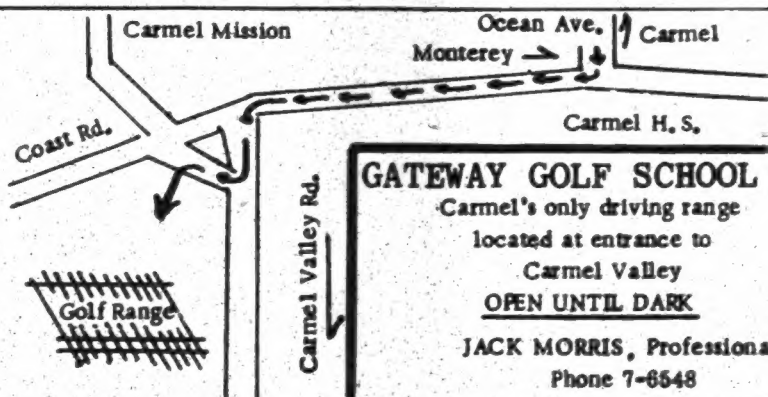 Carmel Mission
Ocean Ave.
Carmel
Monterey
Coast Rd.
Carmel H. S.
Carmel Valley Rd.
Golf Range
GATEWAY GOLF SCHOOL
Carmel's only driving range
located at entrance to
Carmel Valley
OPEN UNTIL DARK
JACK MORRIS, Professiona
Phone 7-6548